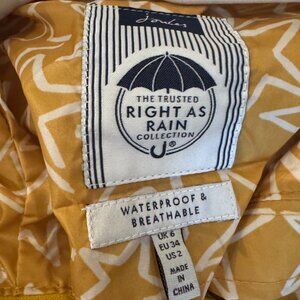 Joules
THE TRUSTED
RIGHT AS
RAIN
COLLECTION
®
WATERPROOF &
BREATHABLE
UK 6
EU 34
US 2
MADE
IN
CHINA